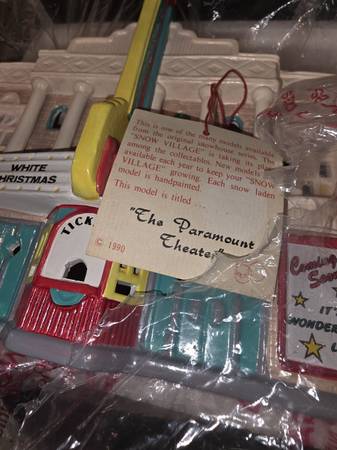 This is one of the many models available
from the original snowhouse series. The
"SNOW VILLAGE" is taking its place
among the collectables. New models
available each year to keep your "SNOW
VILLAGE" growing. Each snow laden
model is handpainted.
This model is titled ...
"The Paramount
Theater"
© 1990
WHITE
CHRISTMAS
TICK
Coming
Soon
IT'S
WONDER